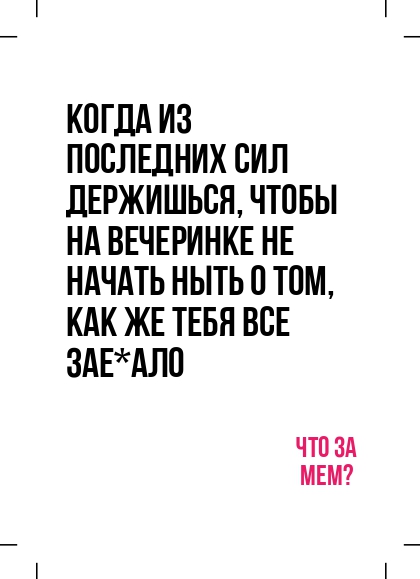 КОГДА ИЗ
ПОСЛЕДНИХ СИЛ
ДЕРЖИШЬСЯ, ЧТОБЫ
НА ВЕЧЕРИНКЕ НЕ
НАЧАТЬ НЫТЬ О ТОМ,
КАК ЖЕ ТЕБЯ ВСЕ
ЗАЕ*АЛО
ЧТО ЗА
МЕМ?